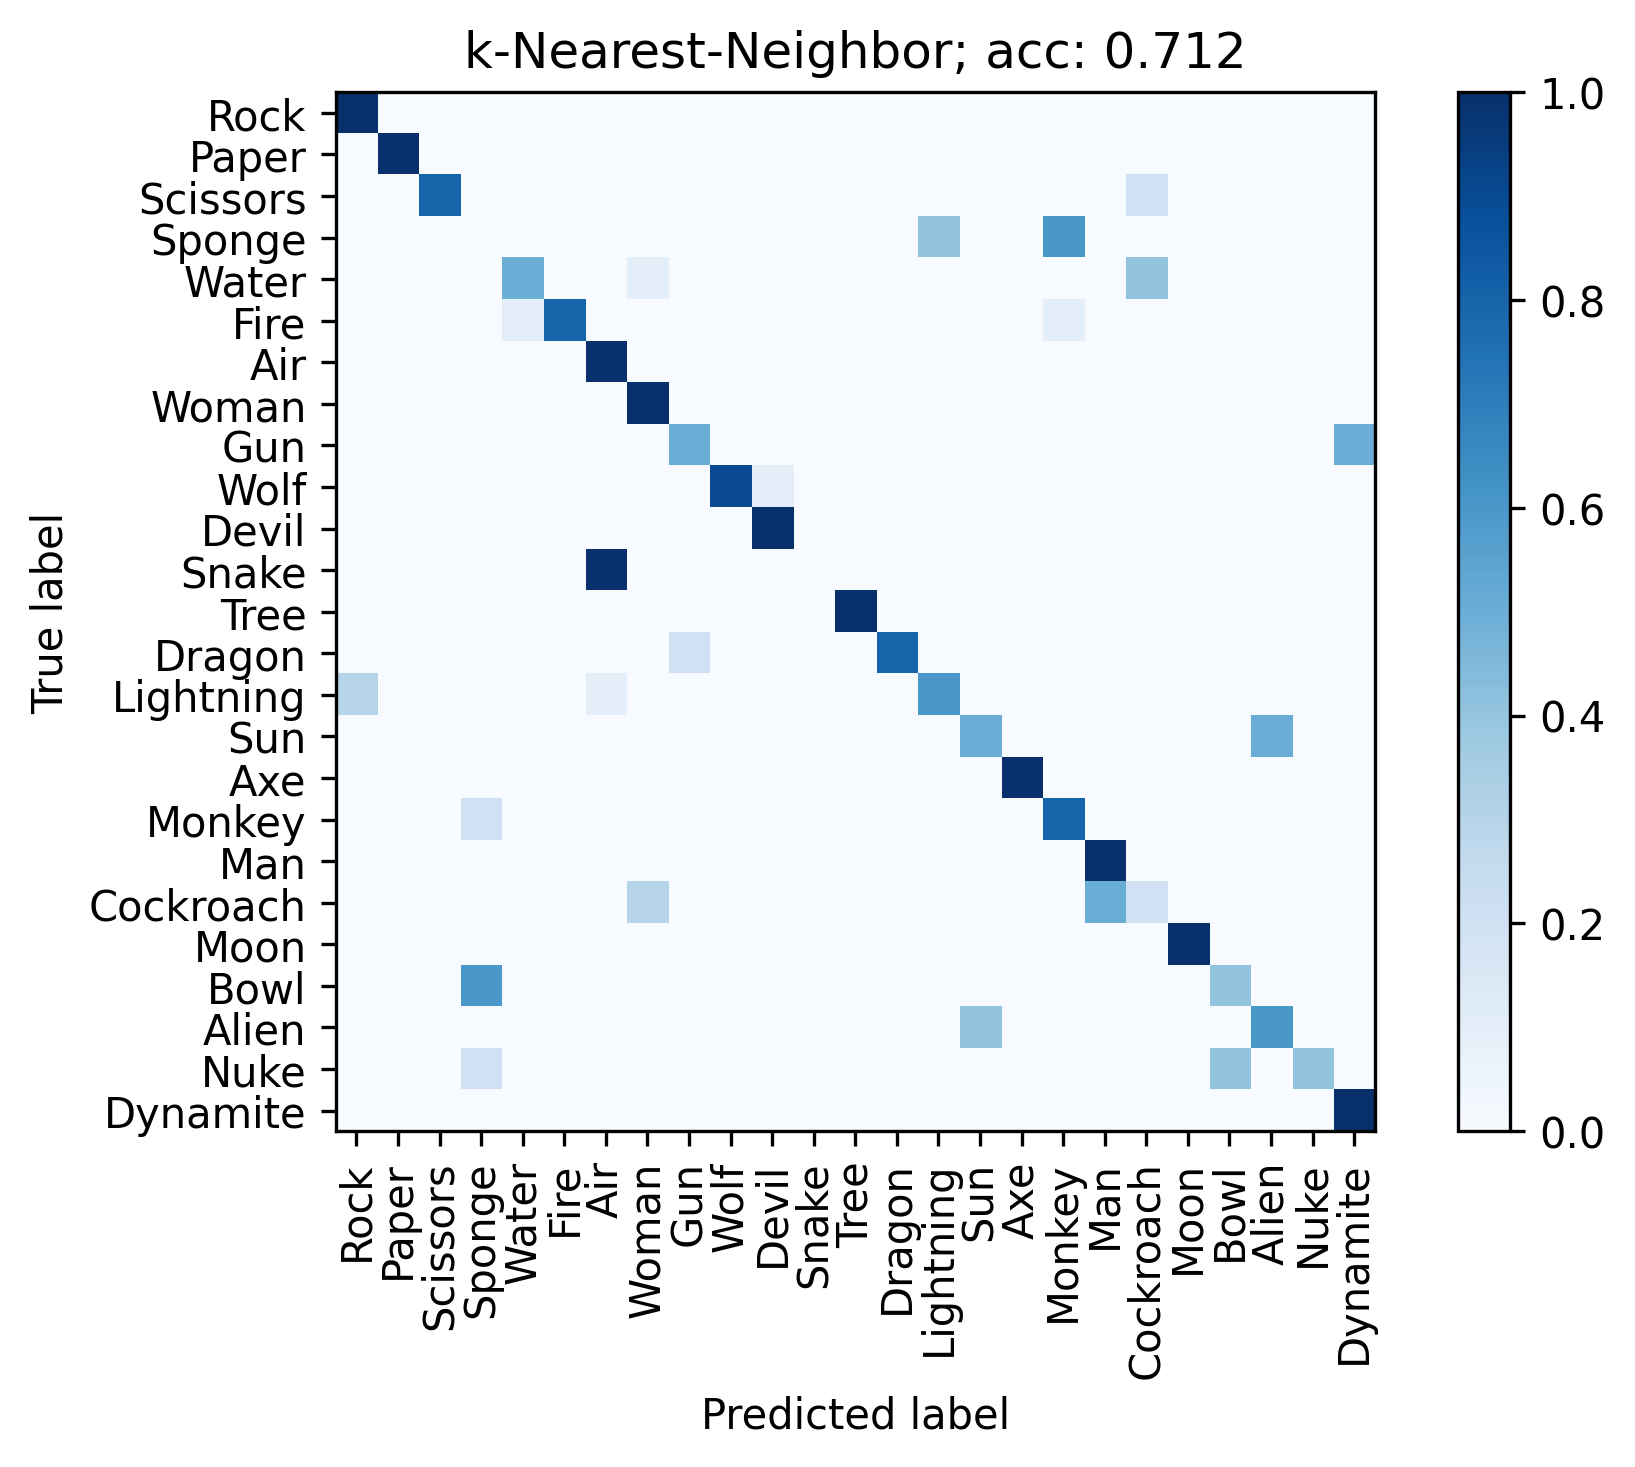 k-Nearest-Neighbor; acc: 0.712
True label
Rock
Paper
Scissors
Sponge
Water
Fire
Air
Woman
Gun
Wolf
Devil
Snake
Tree
Dragon
Lightning
Sun
Axe
Monkey
Man
Cockroach
Moon
Bowl
Alien
Nuke
Dynamite
Rock
Paper
Scissors
Sponge
Water
Fire
Air
Woman
Gun
Wolf
Devil
Snake
Tree
Dragon
Lightning
Sun
Axe
Monkey
Man
Cockroach
Moon
Bowl
Alien
Nuke
Dynamite
Predicted label
1.0
0.8
0.6
0.4
0.2
0.0